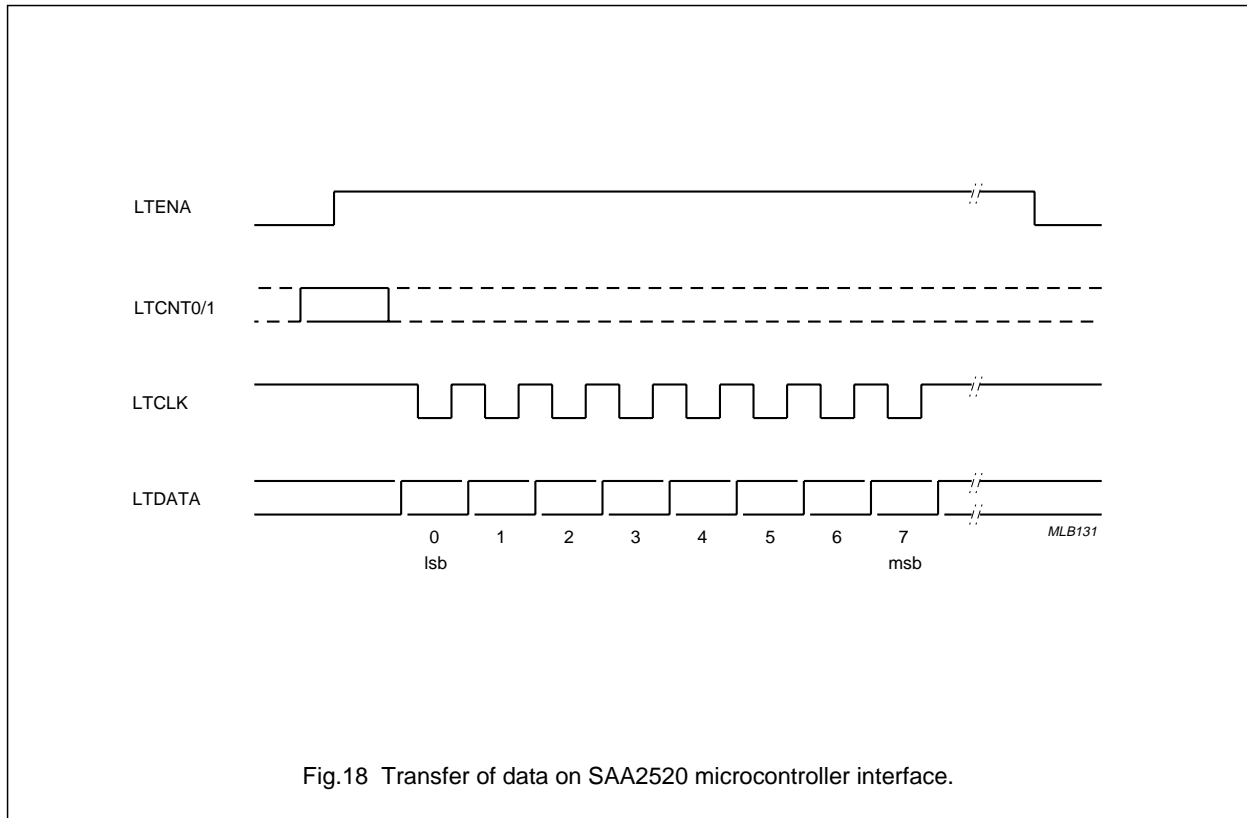 LTENA
LTCNT0/1
LTCLK
LTDATA
0 1 2 3 4 5 6 7
lsb msb
MLB131
Fig.18 Transfer of data on SAA2520 microcontroller interface.